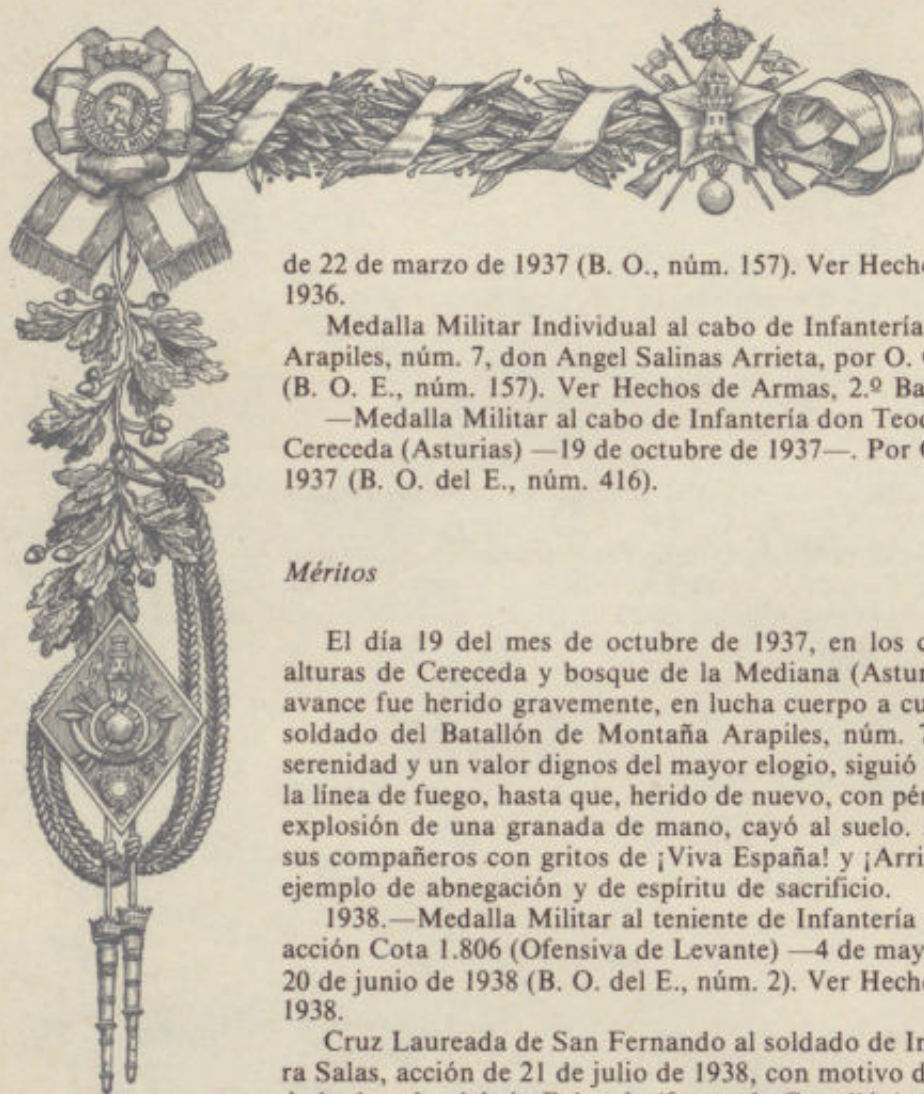 de 22 de marzo de 1937 (B. O., núm. 157). Ver Hech
1936.
Medalla Militar Individual al cabo de Infantería
Arapiles, núm. 7, don Angel Salinas Arrieta, por O.
(B. O. E., núm. 157). Ver Hechos de Armas, 2.º Ba
—Medalla Militar al cabo de Infantería don Teod
Cereceda (Asturias) —19 de octubre de 1937—. Por
1937 (B. O. del E., núm. 416).
Méritos
El día 19 del mes de octubre de 1937, en los
alturas de Cereceda y bosque de la Mediana (Astur
avance fue herido gravemente, en lucha cuerpo a cu
soldado del Batallón de Montaña Arapiles, núm. 7
serenidad y un valor dignos del mayor elogio, siguió
la línea de fuego, hasta que, herido de nuevo, con pér
explosión de una granada de mano, cayó al suelo.
sus compañeros con gritos de ¡Viva España! y ¡Arri
ejemplo de abnegación y de espíritu de sacrificio.
1938.—Medalla Militar al teniente de Infantería
acción Cota 1.806 (Ofensiva de Levante) —4 de may
20 de junio de 1938 (B. O. del E., núm. 2). Ver Hech
1938.
Cruz Laureada de San Fernando al soldado de In
ra Salas, acción de 21 de julio de 1938, con motivo d